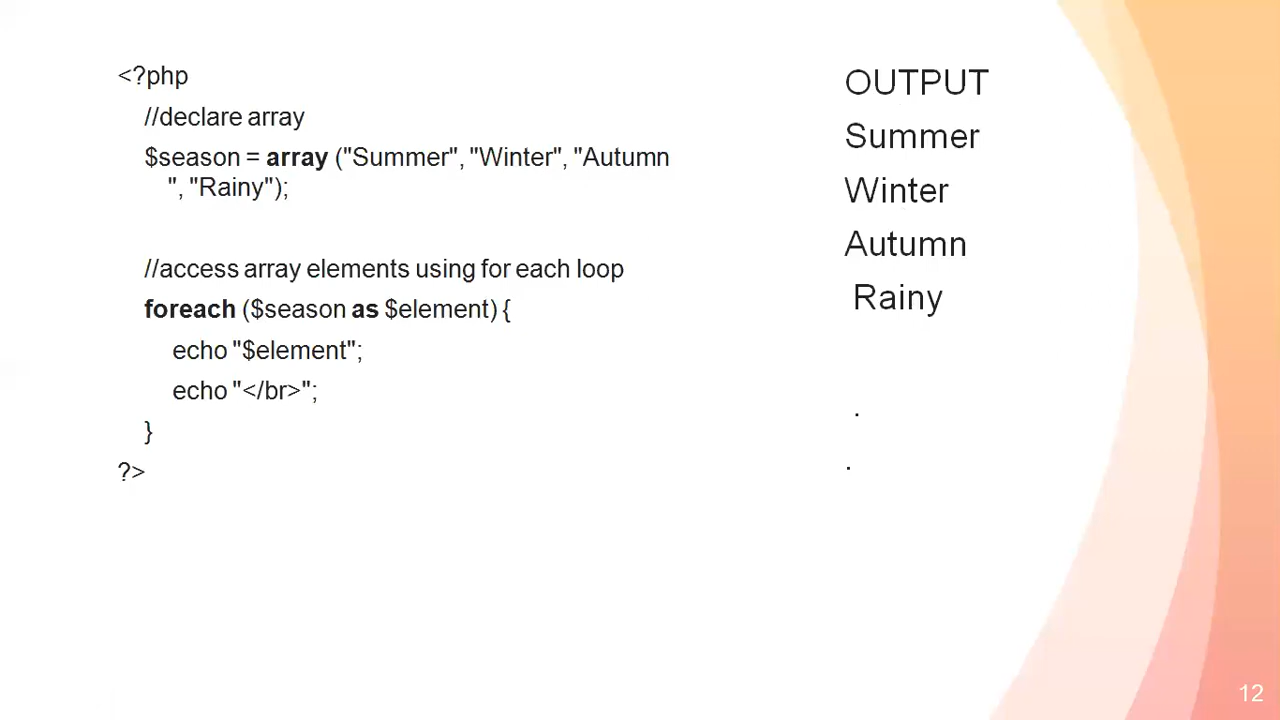 <?php
//declare array
$season = array ("Summer", "Winter", "Autumn
", "Rainy");
//access array elements using for each loop
foreach ($season as $element) {
echo "$element";
echo "</br>";
}
?>
OUTPUT
Summer
Winter
Autumn
Rainy
.
.
12